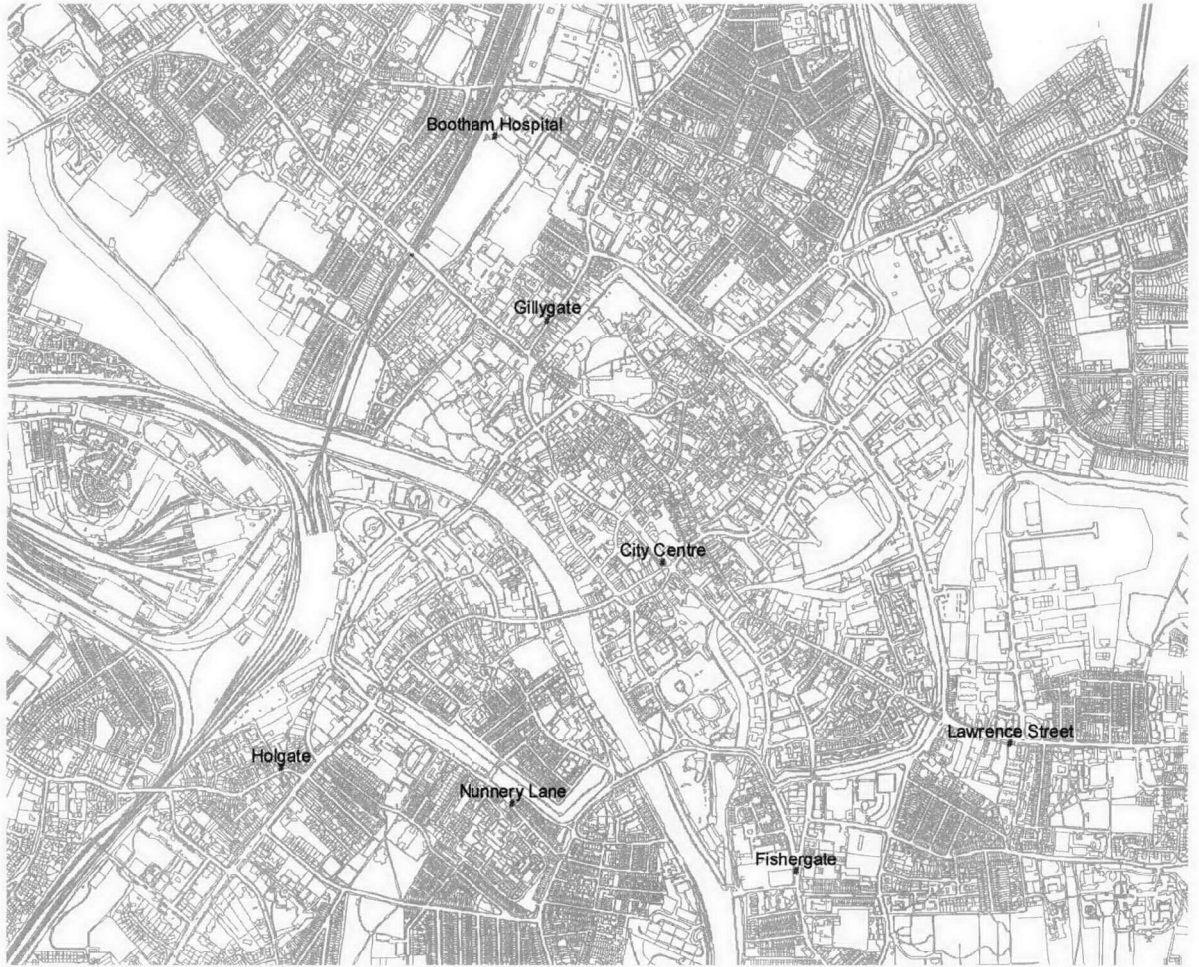 Bootham Hospital
Gillygate
City Centre
Lawrence Street
Holgate
Nunnery Lane
Fishergate